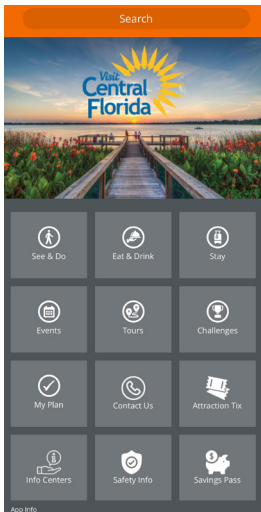 Search
Visit
Central
Florida
See & Do
Eat & Drink
Stay
Events
Tours
Challenges
My Plan
Contact Us
Attraction Tix
Info Centers
Safety Info
Savings Pass
App Info